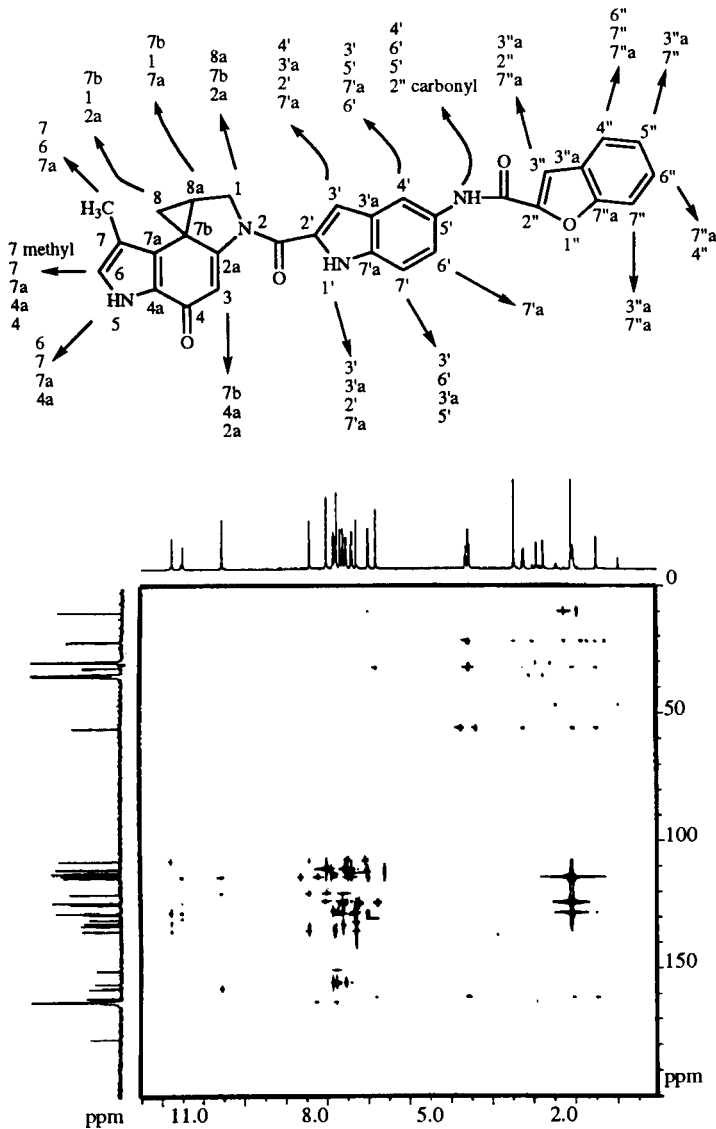 7b
1
2a
7b
1
7a
8a
7b
2a
4'
3'a
2'
7'a
3'
5'
7'a
6'
4'
6'
5'
2" carbonyl
3"a
2"
7"a
6"
7"
7"a
3"a
7"
7
6
7a
H3C
8
8a
1
7
7a
7b
N
2
2a
O
3'
2'
3'a
4'
NH
5'
6'
7'
7'a
HN
1'
O
3"
3"a
4"
5"
6"
7"
7"a
2"
O
1"
7 methyl
7
7a
4a
4
6
HN
5
4a
4
3
O
6
7
7a
4a
7b
4a
2a
3'
3'a
2'
7'a
3'
6'
3'a
5'
7'a
3"a
7"a
7"a
4"
0
50
100
150
ppm
ppm
11.0
8.0
5.0
2.0